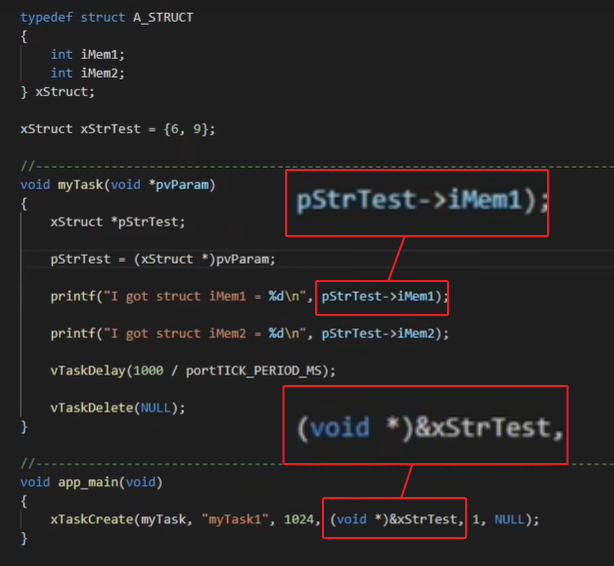 typedef struct A_STRUCT
{
    int iMem1;
    int iMem2;
} xStruct;
xStruct xStrTest = {6, 9};
//-----------------------------------------------------------------------------
void myTask(void *pvParam)
{
    xStruct *pStrTest;
    pStrTest = (xStruct *)pvParam;
    printf("I got struct iMem1 = %d\n", pStrTest->iMem1);
    printf("I got struct iMem2 = %d\n", pStrTest->iMem2);
    vTaskDelay(1000 / portTICK_PERIOD_MS);
    vTaskDelete(NULL);
}
//-----------------------------------------------------------------------------
void app_main(void)
{
    xTaskCreate(myTask, "myTask1", 1024, (void *)&xStrTest, 1, NULL);
}
pStrTest->iMem1);
(void *)&xStrTest,